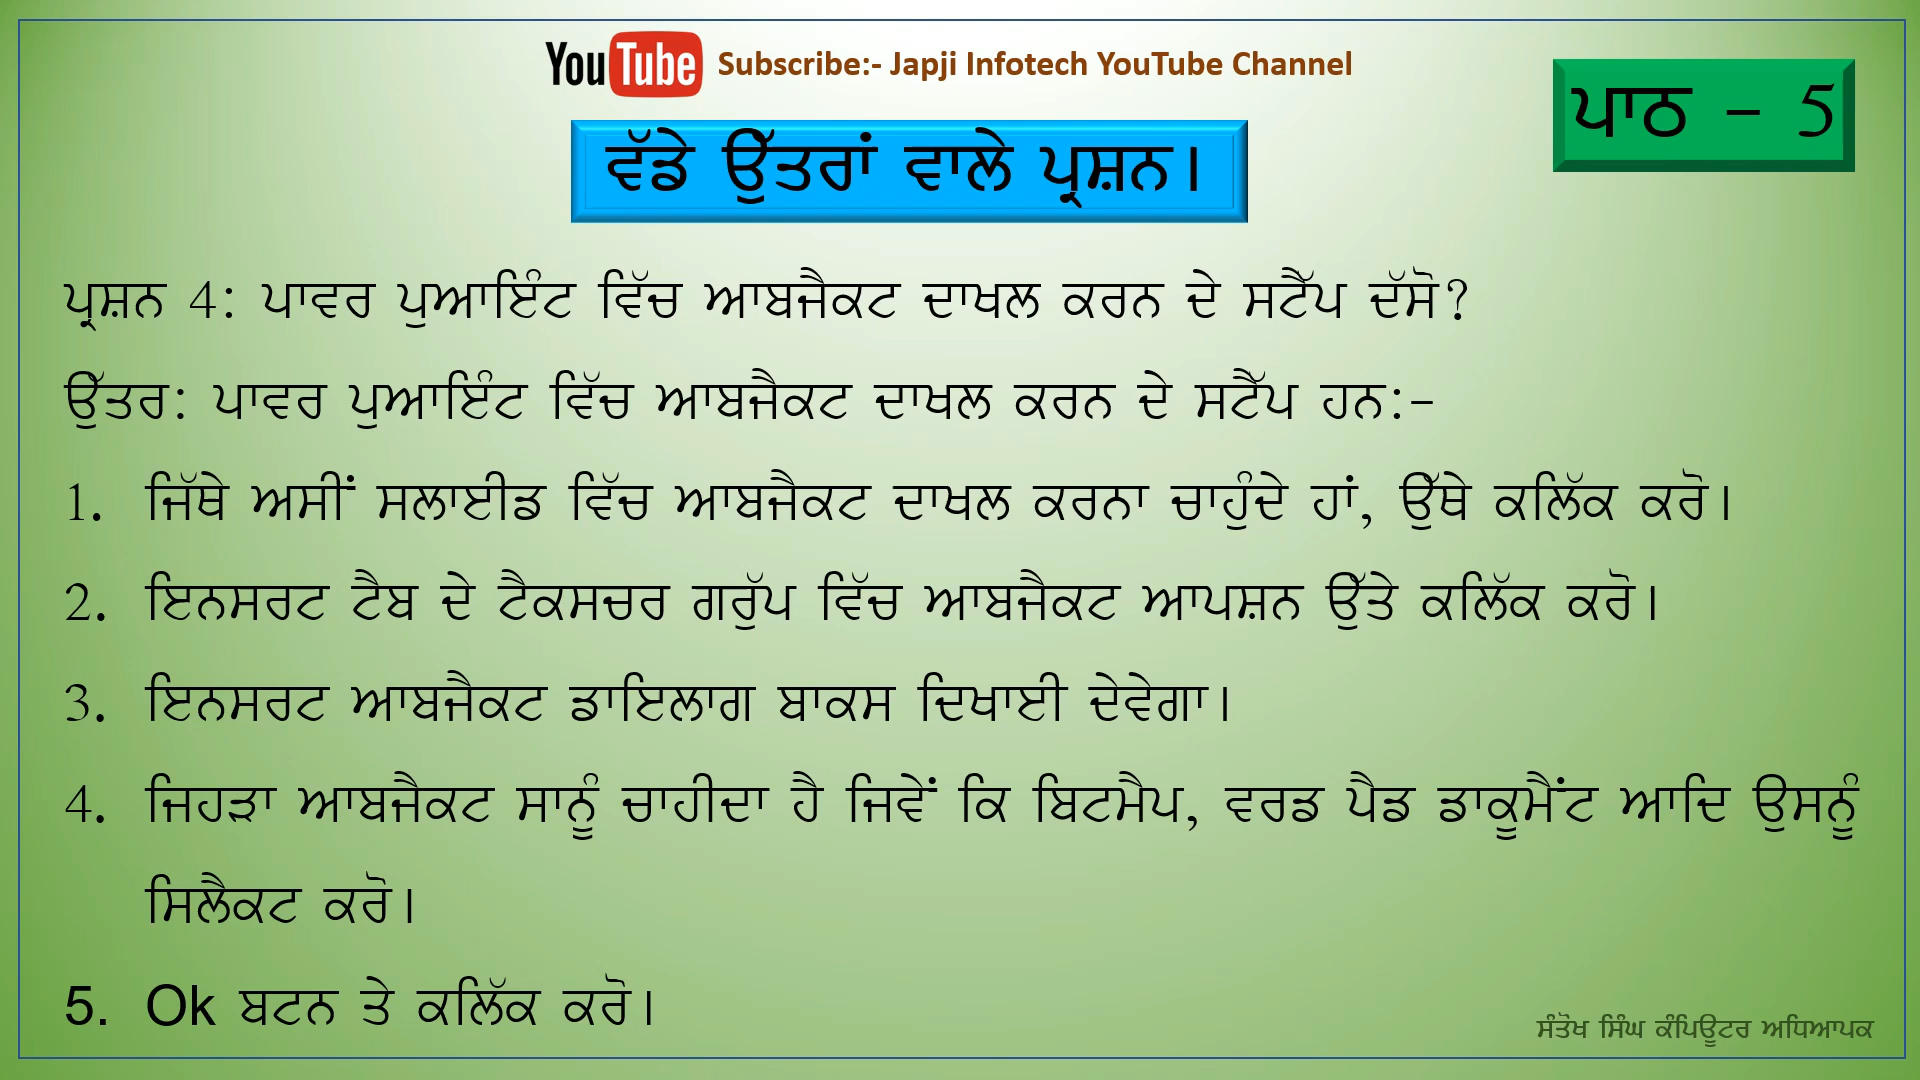 YouTube Subscribe:- Japji Infotech YouTube Channel
ਪਾਠ - 5
ਵੱਡੇ ਉੱਤਰਾਂ ਵਾਲੇ ਪ੍ਰਸ਼ਨ।
ਪ੍ਰਸ਼ਨ 4: ਪਾਵਰ ਪੁਆਇੰਟ ਵਿੱਚ ਆਬਜੈਕਟ ਦਾਖਲ ਕਰਨ ਦੇ ਸਟੈੱਪ ਦੱਸੋ?
ਉੱਤਰ: ਪਾਵਰ ਪੁਆਇੰਟ ਵਿੱਚ ਆਬਜੈਕਟ ਦਾਖਲ ਕਰਨ ਦੇ ਸਟੈੱਪ ਹਨ:-
1. ਜਿੱਥੇ ਅਸੀਂ ਸਲਾਈਡ ਵਿੱਚ ਆਬਜੈਕਟ ਦਾਖਲ ਕਰਨਾ ਚਾਹੁੰਦੇ ਹਾਂ, ਉੱਥੇ ਕਲਿੱਕ ਕਰੋ।
2. ਇਨਸਰਟ ਟੈਬ ਦੇ ਟੈਕਸਚਰ ਗਰੁੱਪ ਵਿੱਚ ਆਬਜੈਕਟ ਆਪਸ਼ਨ ਉੱਤੇ ਕਲਿੱਕ ਕਰੋ।
3. ਇਨਸਰਟ ਆਬਜੈਕਟ ਡਾਇਲਾਗ ਬਾਕਸ ਦਿਖਾਈ ਦੇਵੇਗਾ।
4. ਜਿਹੜਾ ਆਬਜੈਕਟ ਸਾਨੂੰ ਚਾਹੀਦਾ ਹੈ ਜਿਵੇਂ ਕਿ ਬਿਟਮੈਪ, ਵਰਡ ਪੈਡ ਡਾਕੂਮੈਂਟ ਆਦਿ ਉਸਨੂੰ
ਸਿਲੈਕਟ ਕਰੋ।
5. Ok ਬਟਨ ਤੇ ਕਲਿੱਕ ਕਰੋ।
ਸੰਤੋਖ ਸਿੰਘ ਕੰਪਿਊਟਰ ਅਧਿਆਪਕ